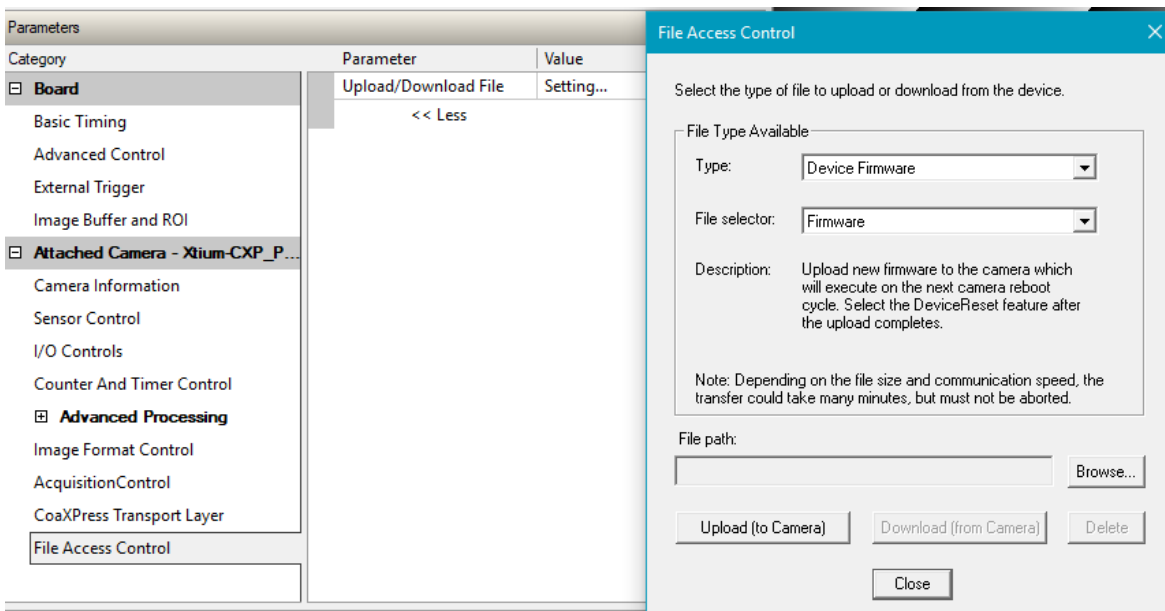 Parameters
Category
Parameter Value
Board
Upload/Download File Setting...
Basic Timing
<< Less
Advanced Control
External Trigger
Image Buffer and ROI
Attached Camera - Xtium-CXP_P...
Camera Information
Sensor Control
I/O Controls
Counter And Timer Control
Advanced Processing
Image Format Control
AcquisitionControl
CoaXPress Transport Layer
File Access Control
File Access Control
Select the type of file to upload or download from the device.
File Type Available
Type: Device Firmware
File selector: Firmware
Description: Upload new firmware to the camera which
will execute on the next camera reboot
cycle. Select the DeviceReset feature after
the upload completes.
Note: Depending on the file size and communication speed, the
transfer could take many minutes, but must not be aborted.
File path:
Browse...
Upload (to Camera) Download (from Camera) Delete
Close